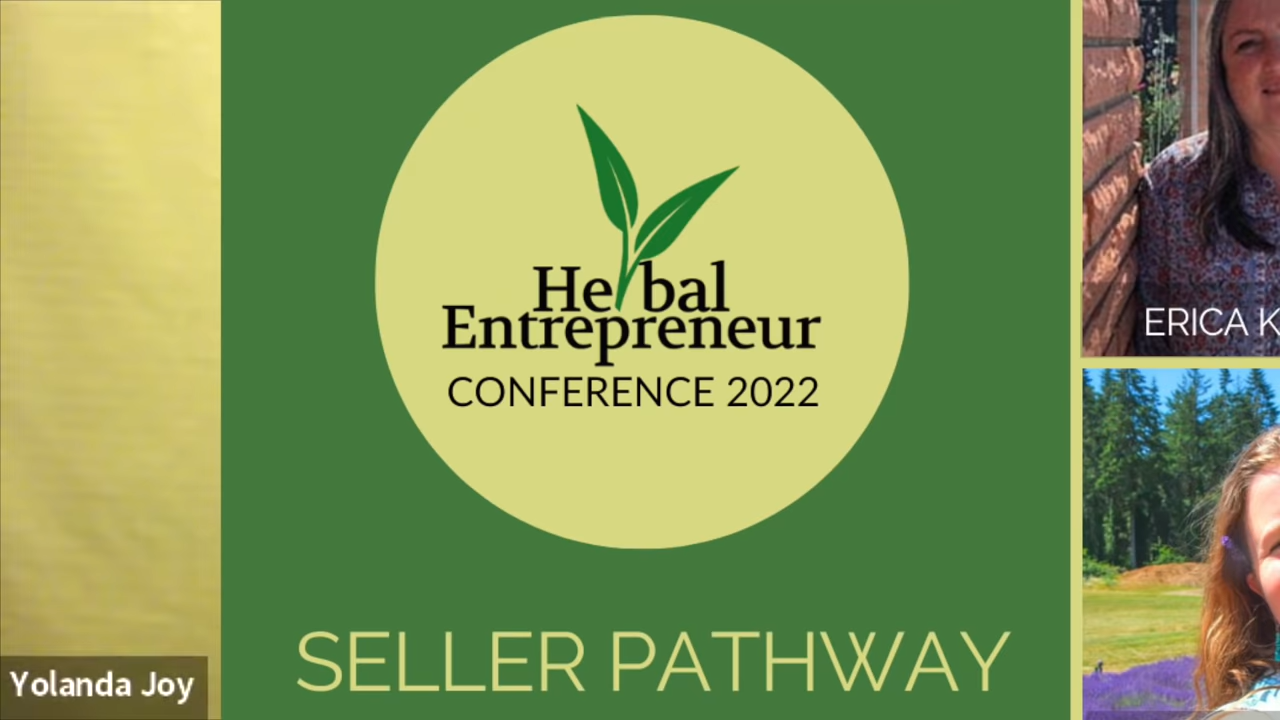 Herbal
Entrepreneur
CONFERENCE 2022
SELLER PATHWAY
Yolanda Joy
ERICA K